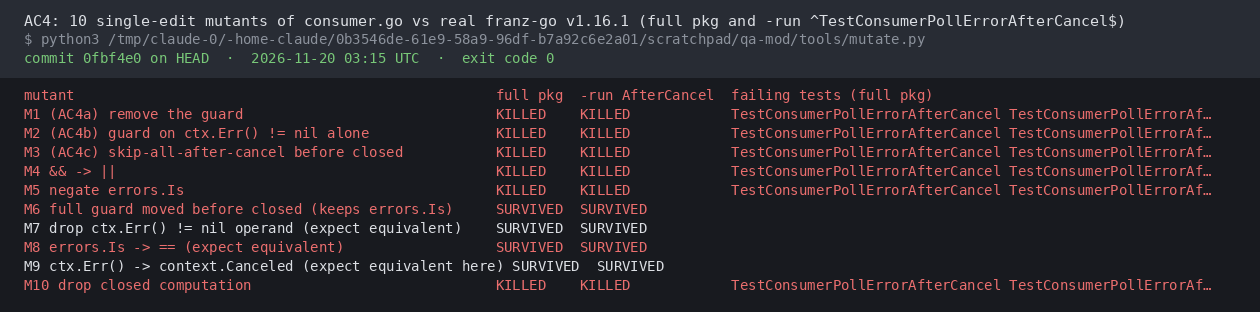 AC4: 10 single-edit mutants of consumer.go vs real franz-go v1.16.1 (full pkg and -run ^TestConsumerPollErrorAfterCancel$)
$ python3 /tmp/claude-0/-home-claude/0b3546de-61e9-58a9-96df-b7a92c6e2a01/scratchpad/qa-mod/tools/mutate.py
commit 0fbf4e0 on HEAD · 2026-11-20 03:15 UTC · exit code 0
mutant full pkg -run AfterCancel failing tests (full pkg)
M1 (AC4a) remove the guard KILLED KILLED TestConsumerPollErrorAfterCancel TestConsumerPollErrorAf…
M2 (AC4b) guard on ctx.Err() != nil alone KILLED KILLED TestConsumerPollErrorAfterCancel TestConsumerPollErrorAf…
M3 (AC4c) skip-all-after-cancel before closed KILLED KILLED TestConsumerPollErrorAfterCancel TestConsumerPollErrorAf…
M4 && -> || KILLED KILLED TestConsumerPollErrorAfterCancel TestConsumerPollErrorAf…
M5 negate errors.Is KILLED KILLED TestConsumerPollErrorAfterCancel TestConsumerPollErrorAf…
M6 full guard moved before closed (keeps errors.Is) SURVIVED SURVIVED
M7 drop ctx.Err() != nil operand (expect equivalent) SURVIVED SURVIVED
M8 errors.Is -> == (expect equivalent) SURVIVED SURVIVED
M9 ctx.Err() -> context.Canceled (expect equivalent here) SURVIVED SURVIVED
M10 drop closed computation KILLED KILLED TestConsumerPollErrorAfterCancel TestConsumerPollErrorAf…